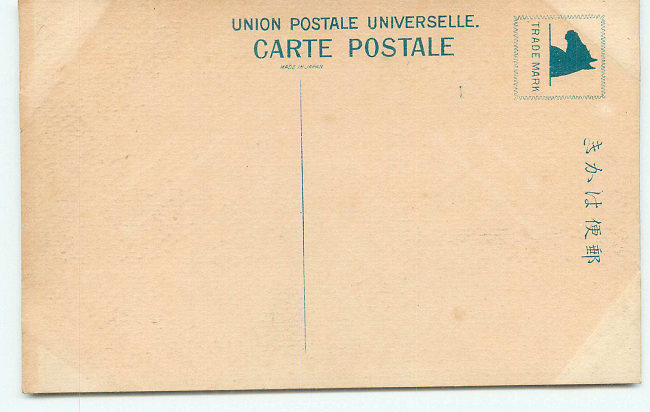 UNION POSTALE UNIVERSELLE.
CARTE POSTALE
MADE IN JAPAN
TRADE MARK
郵便はかき